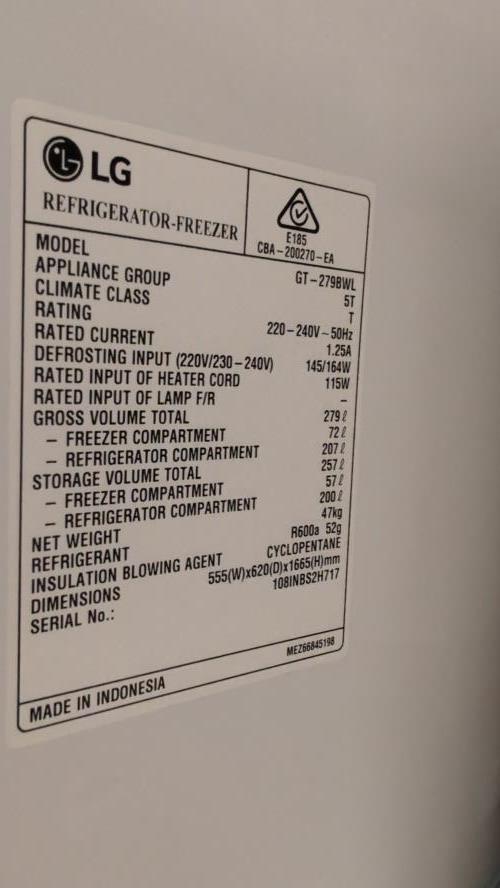 LG
REFRIGERATOR-FREEZER
E185
CBA-200270-EA
MODEL GT-279BWL
APPLIANCE GROUP 5T
CLIMATE CLASS T
RATING 220-240V~50Hz
RATED CURRENT 1.25A
DEFROSTING INPUT (220V/230-240V) 145/164W
RATED INPUT OF HEATER CORD 115W
RATED INPUT OF LAMP F/R -
GROSS VOLUME TOTAL 279ℓ
- FREEZER COMPARTMENT 72ℓ
- REFRIGERATOR COMPARTMENT 207ℓ
STORAGE VOLUME TOTAL 257ℓ
- FREEZER COMPARTMENT 57ℓ
- REFRIGERATOR COMPARTMENT 200ℓ
NET WEIGHT 47kg
REFRIGERANT R600a 52g
INSULATION BLOWING AGENT CYCLOPENTANE
DIMENSIONS 555(W)x620(D)x1665(H)mm
SERIAL No.: 108INBS2H717
MEZ66845198
MADE IN INDONESIA